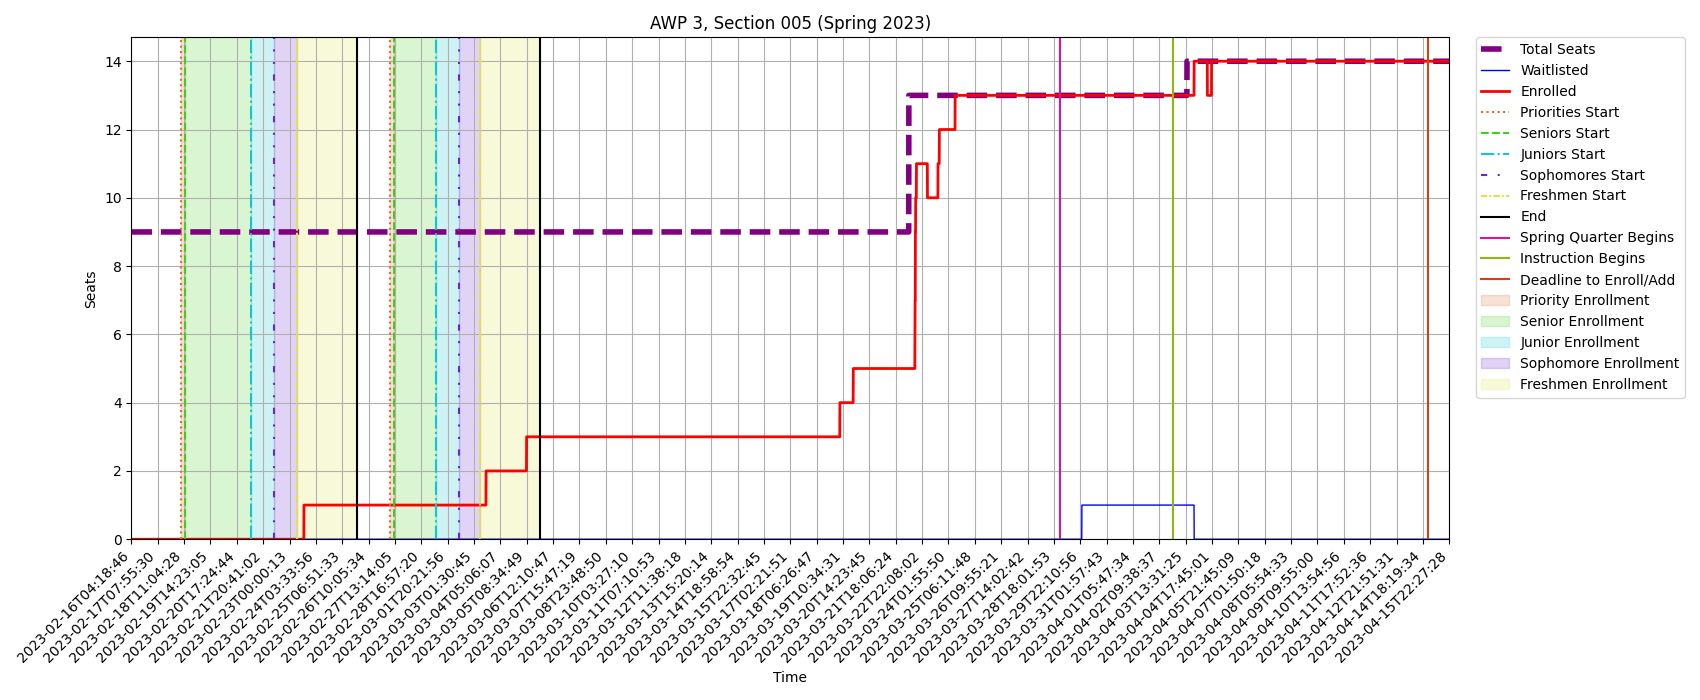 AWP 3, Section 005 (Spring 2023)
14
12
10
8
6
4
2
0
Seats
2023-02-16T04:18:46
2023-02-17T07:55:30
2023-02-18T11:04:28
2023-02-19T14:23:05
2023-02-20T17:24:44
2023-02-21T20:41:02
2023-02-23T00:00:13
2023-02-24T03:33:56
2023-02-25T06:51:33
2023-02-26T10:05:34
2023-02-27T13:14:05
2023-02-28T16:57:20
2023-03-01T20:21:56
2023-03-03T01:30:45
2023-03-04T05:06:07
2023-03-05T08:34:49
2023-03-06T12:10:47
2023-03-07T15:47:19
2023-03-08T23:48:50
2023-03-10T03:27:10
2023-03-11T07:10:53
2023-03-12T11:38:18
2023-03-13T15:20:14
2023-03-14T18:58:54
2023-03-15T22:32:45
2023-03-17T02:21:51
2023-03-18T06:26:47
2023-03-19T10:34:31
2023-03-20T14:23:45
2023-03-21T18:06:24
2023-03-22T22:08:02
2023-03-24T01:55:50
2023-03-25T06:11:48
2023-03-26T09:55:21
2023-03-27T14:02:42
2023-03-28T18:01:53
2023-03-29T22:10:56
2023-03-31T01:57:43
2023-04-01T05:47:34
2023-04-02T09:38:37
2023-04-03T13:31:25
2023-04-04T17:45:01
2023-04-05T21:45:09
2023-04-07T01:50:18
2023-04-08T05:54:33
2023-04-09T09:55:00
2023-04-10T13:54:56
2023-04-11T17:52:36
2023-04-12T21:51:31
2023-04-14T18:19:34
2023-04-15T22:27:28
Time
Total Seats
Waitlisted
Enrolled
Priorities Start
Seniors Start
Juniors Start
Sophomores Start
Freshmen Start
End
Spring Quarter Begins
Instruction Begins
Deadline to Enroll/Add
Priority Enrollment
Senior Enrollment
Junior Enrollment
Sophomore Enrollment
Freshmen Enrollment